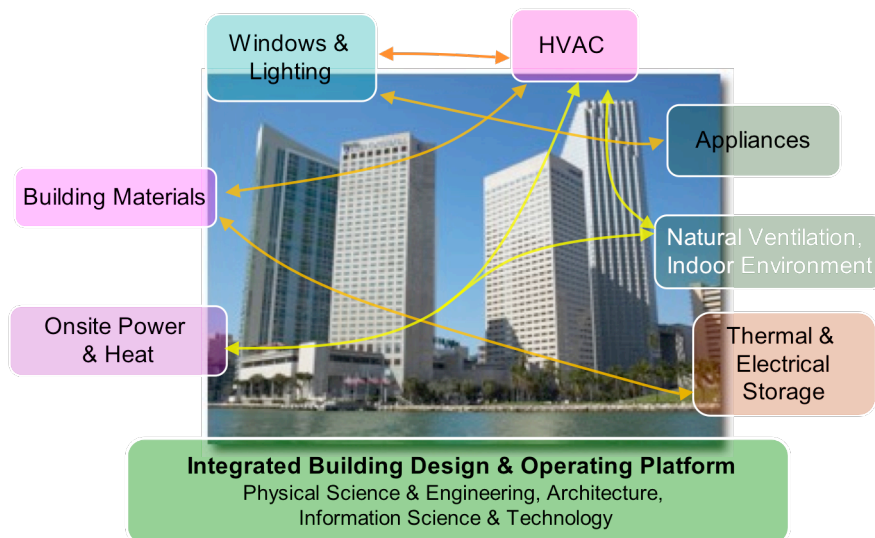 Windows &
Lighting
HVAC
Appliances
Building Materials
Natural Ventilation,
Indoor Environment
Onsite Power
& Heat
Thermal &
Electrical
Storage
Integrated Building Design & Operating Platform
Physical Science & Engineering, Architecture,
Information Science & Technology